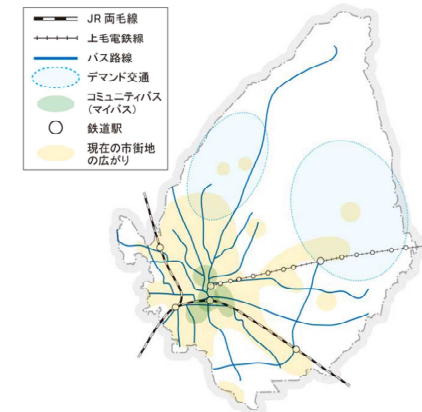 JR両毛線
上毛電鉄線
バス路線
デマンド交通
コミュニティバス
(マイバス)
鉄道駅
現在の市街地
の広がり